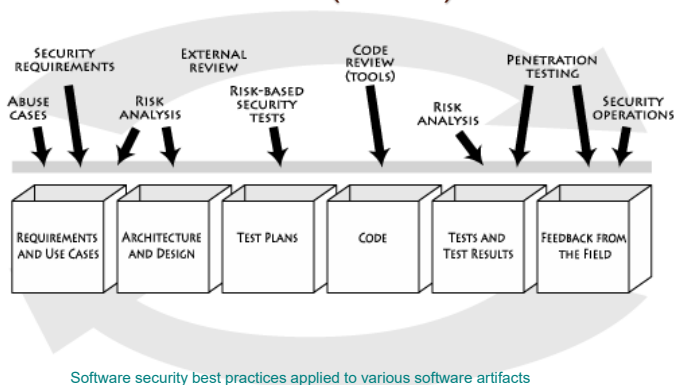 SECURITY
REQUIREMENTS
EXTERNAL
REVIEW
CODE
REVIEW
(TOOLS)
PENETRATION
TESTING
ABUSE
CASES
RISK
ANALYSIS
RISK-BASED
SECURITY
TESTS
RISK
ANALYSIS
SECURITY
OPERATIONS
REQUIREMENTS
AND USE CASES
ARCHITECTURE
AND DESIGN
TEST PLANS
CODE
TESTS AND
TEST RESULTS
FEEDBACK FROM
THE FIELD
Software security best practices applied to various software artifacts